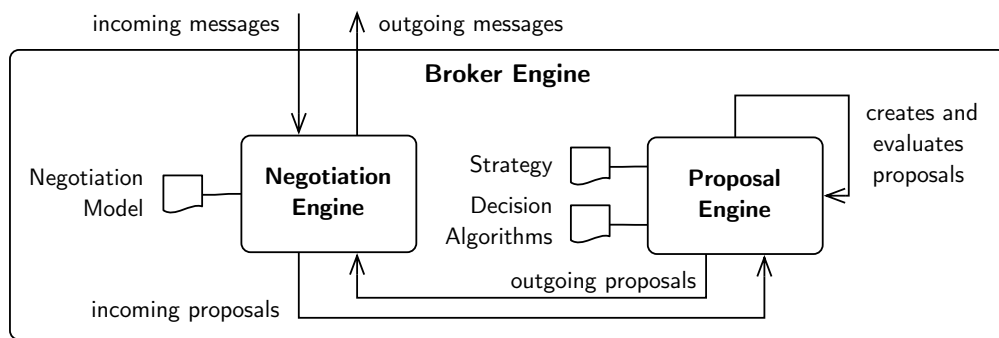 incoming messages
outgoing messages
Broker Engine
creates and
evaluates
proposals
Negotiation
Model
Negotiation
Engine
Strategy
Decision
Algorithms
Proposal
Engine
outgoing proposals
incoming proposals